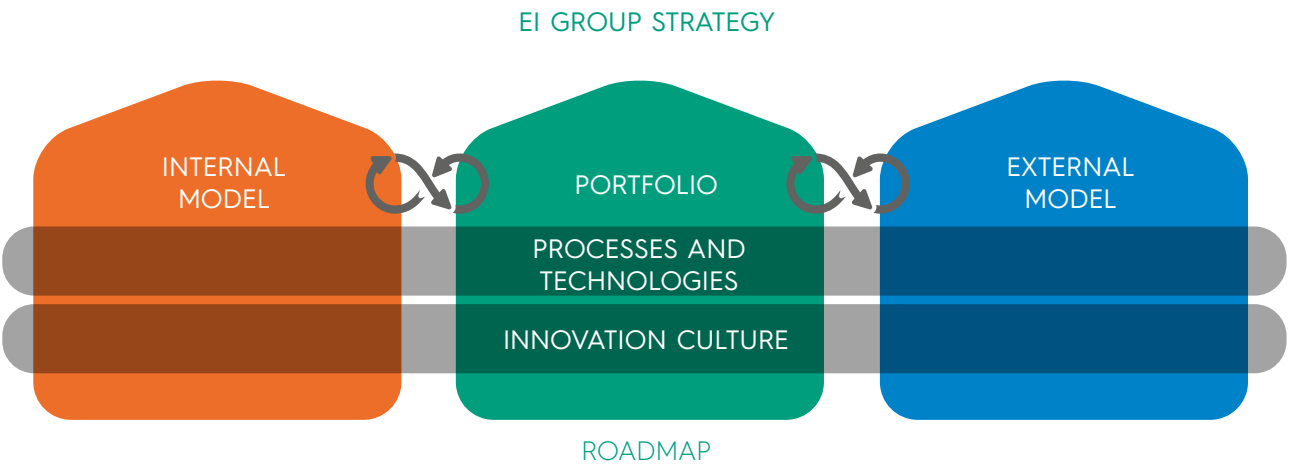 EI GROUP STRATEGY
INTERNAL
MODEL
PORTFOLIO
EXTERNAL
MODEL
PROCESSES AND
TECHNOLOGIES
INNOVATION CULTURE
ROADMAP